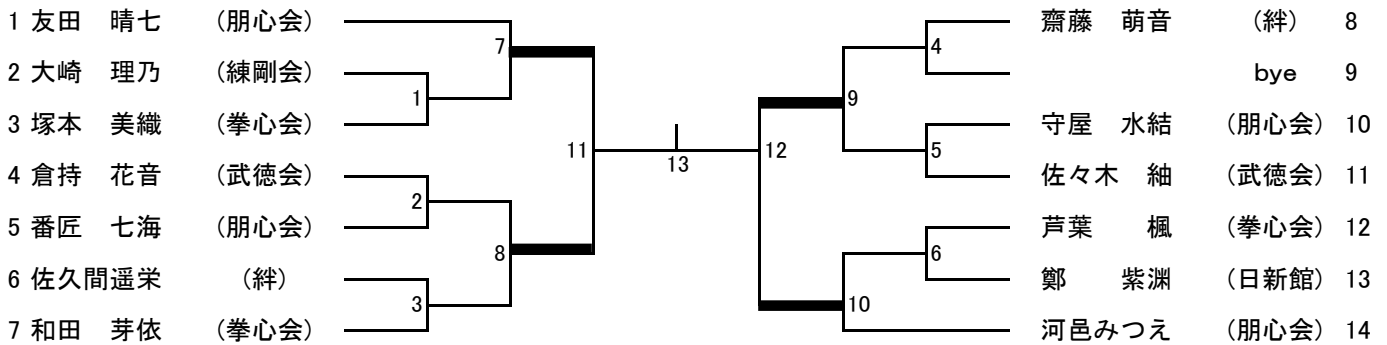 1 友田　晴七　（朋心会）
2 大崎　理乃　（練剛会）
3 塚本　美織　（拳心会）
4 倉持　花音　（武徳会）
5 番匠　七海　（朋心会）
6 佐久間遥栄　（絆）
7 和田　芽依　（拳心会）
7
1
2
8
3
11
13
12
9
4
5
6
10
齋藤　萌音　（絆）　8
bye　9
守屋　水結　（朋心会）　10
佐々木　紬　（武徳会）　11
芦葉　　楓　（拳心会）　12
鄭　　紫渊　（日新館）　13
河邑みつえ　（朋心会）　14